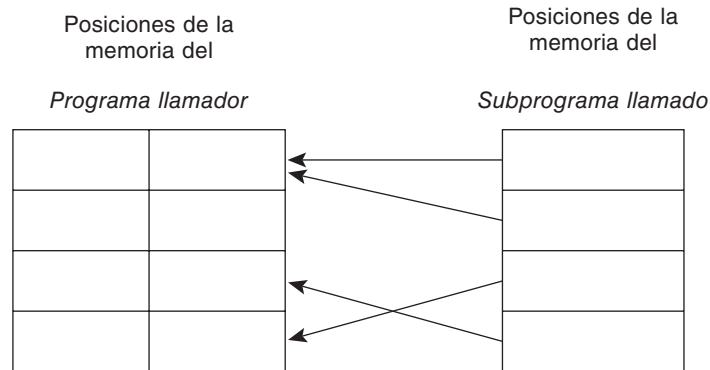 Posiciones de la
memoria del
Programa llamador
Posiciones de la
memoria del
Subprograma llamado